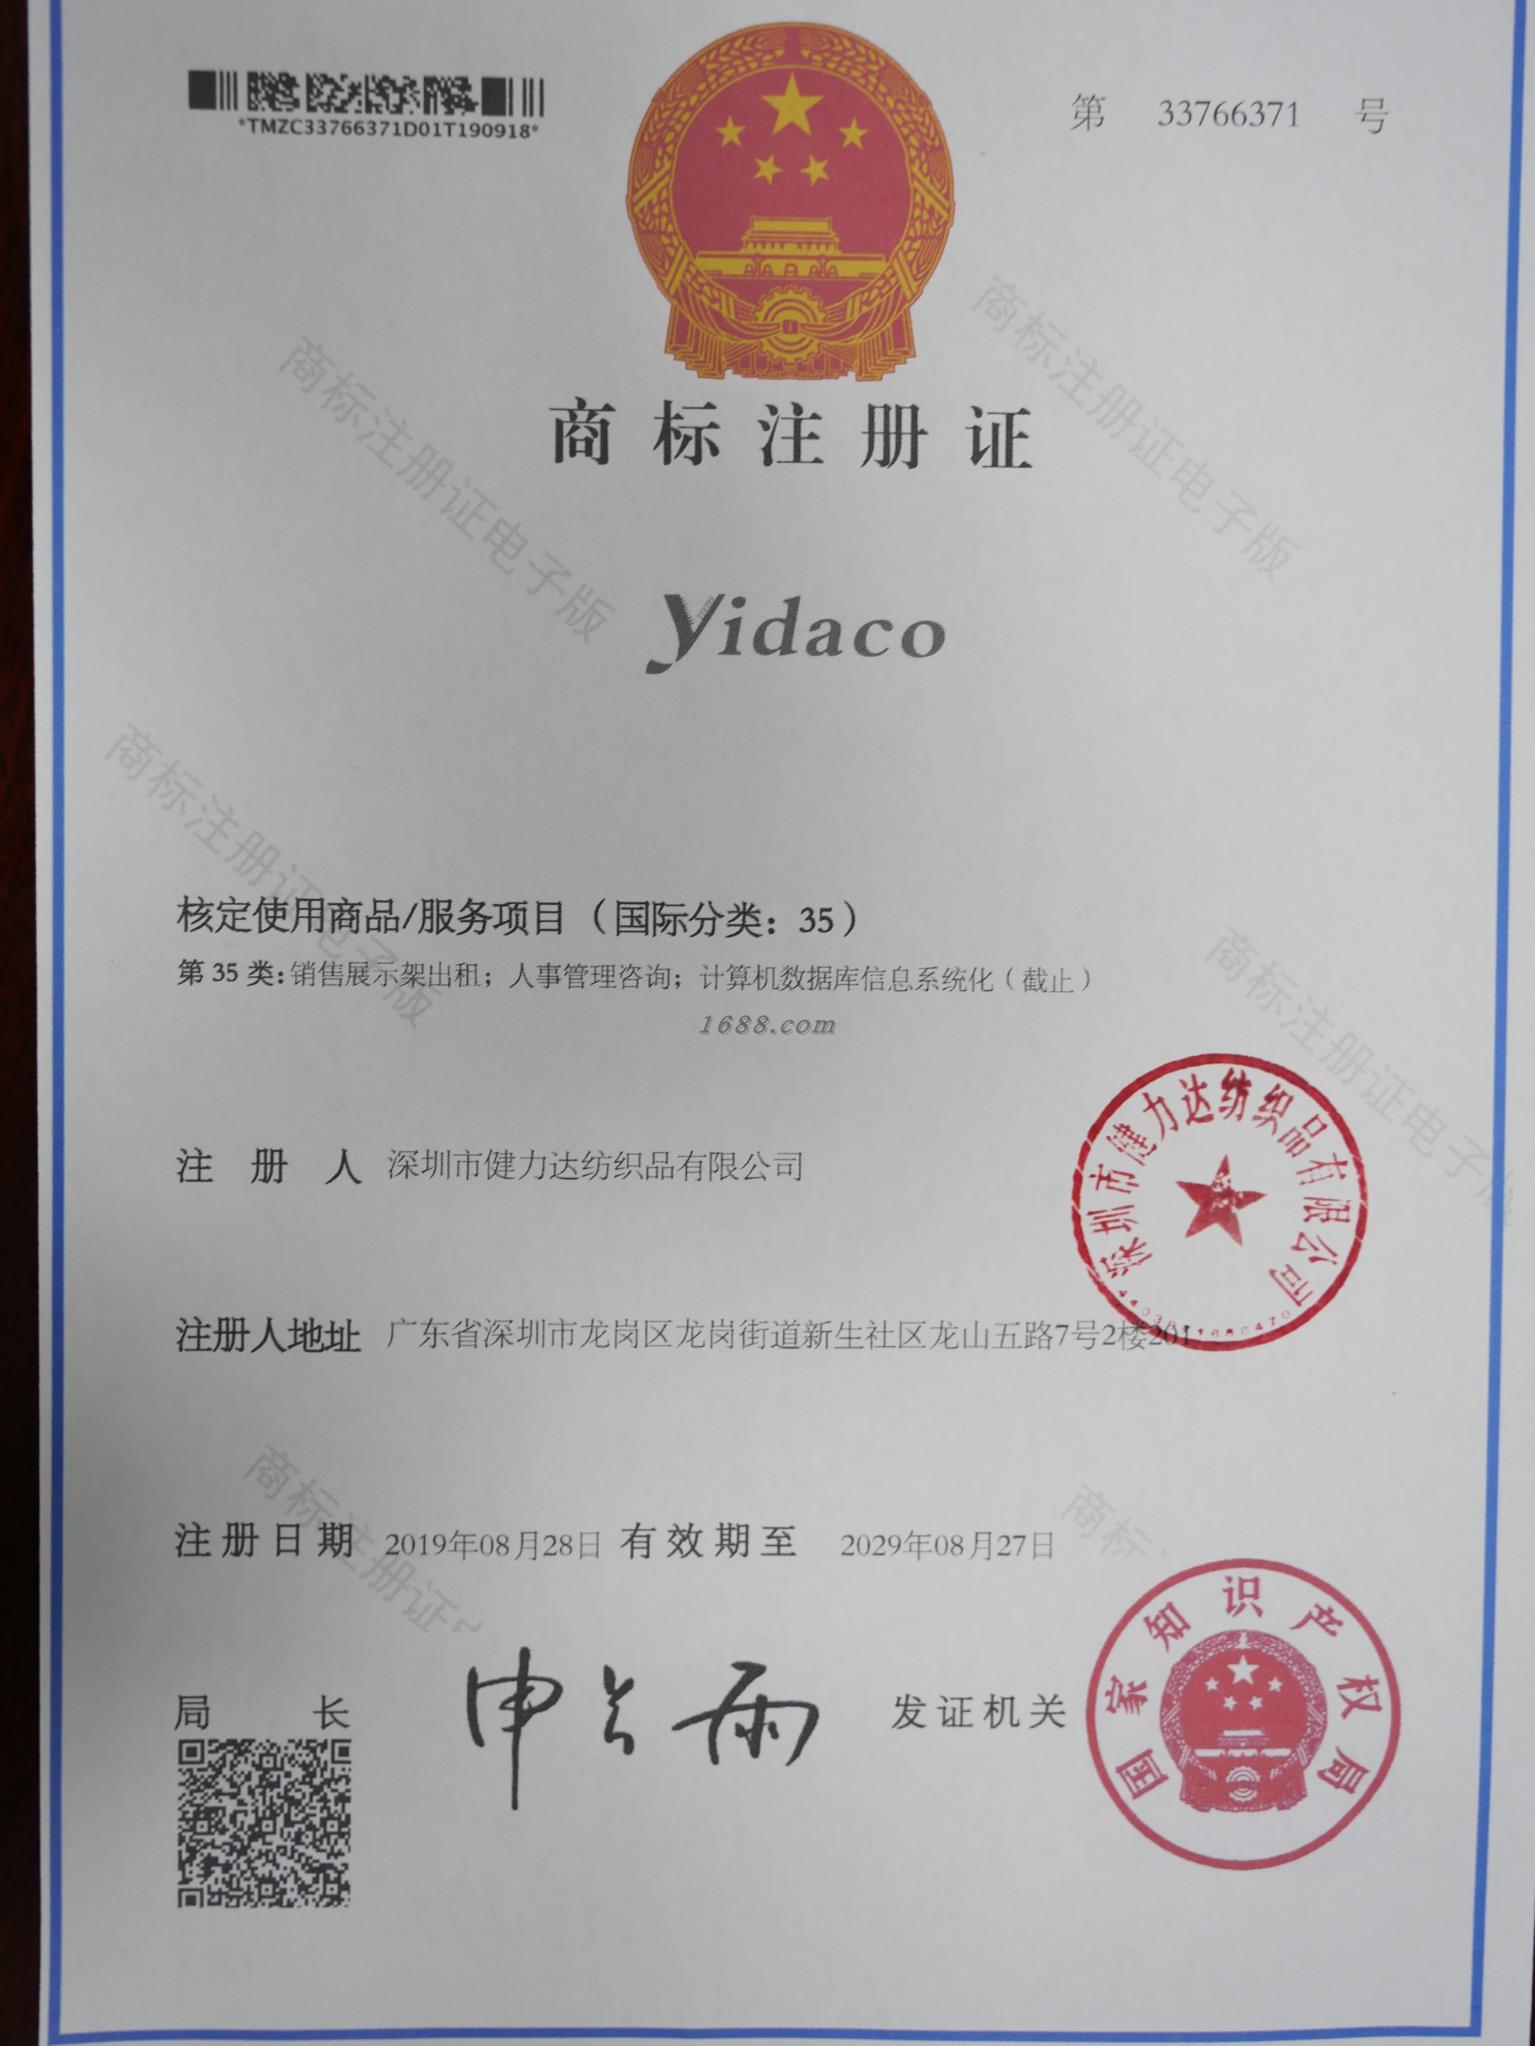 *TMZC33766371D01T190918*
第 33766371 号
商标注册证
Yidaco
核定使用商品/服务项目（国际分类：35）
第35类:销售展示架出租；人事管理咨询；计算机数据库信息系统化（截止）
1688.com
注册人 深圳市健力达纺织品有限公司
深圳市健力达纺织品有限公司
注册人地址 广东省深圳市龙岗区龙岗街道新生社区龙山五路7号2楼201
注册日期 2019年08月28日 有效期至 2029年08月27日
局长 申长雨 发证机关
国家知识产权局
商标注册证电子版
商标注册证电子版
商标注册证电子版
商标注册证电子版
商标注册证
商标